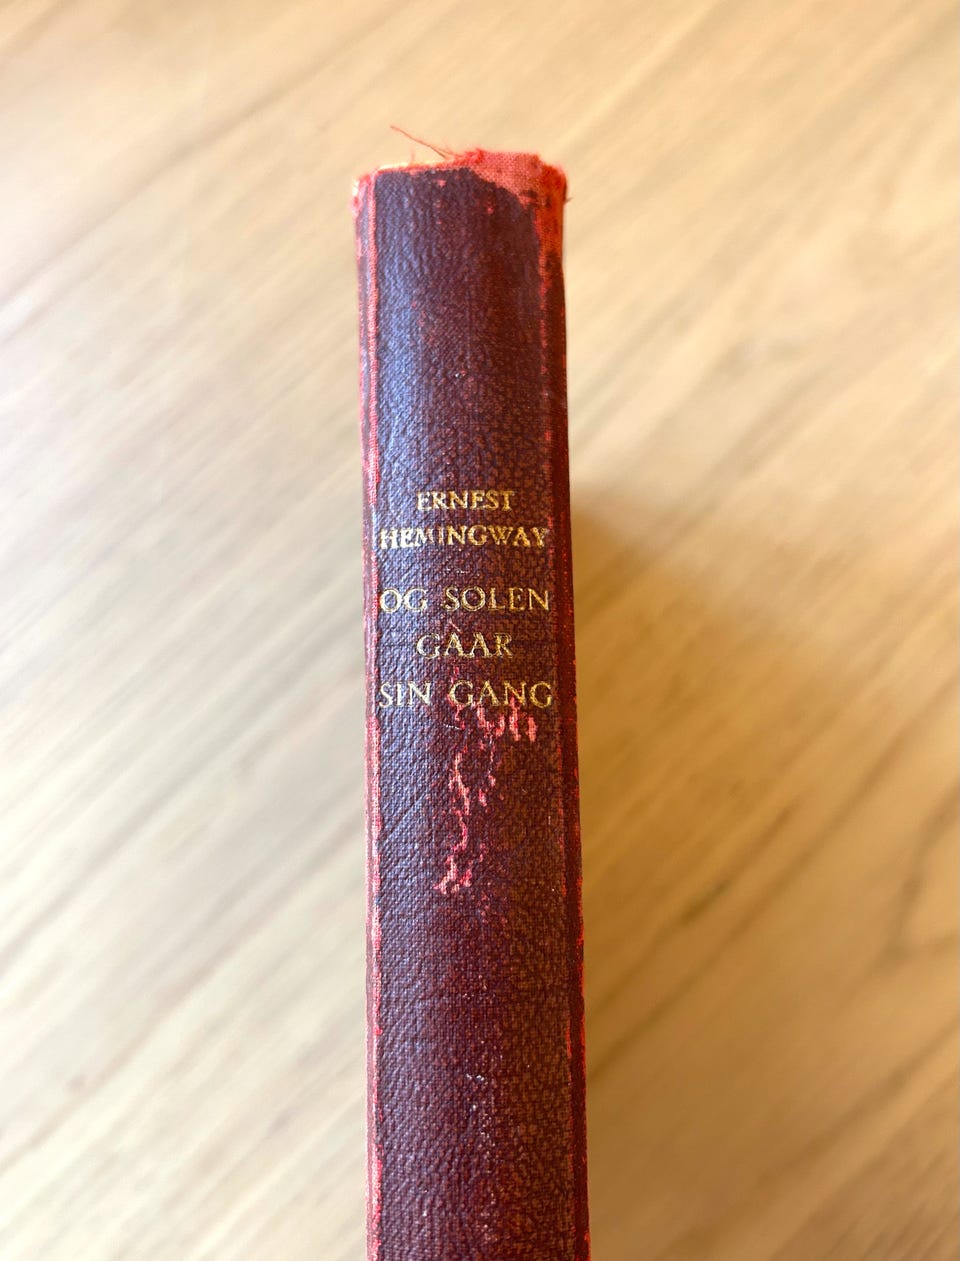 ERNEST
HEMINGWAY
OG SOLEN
GAAR
SIN GANG